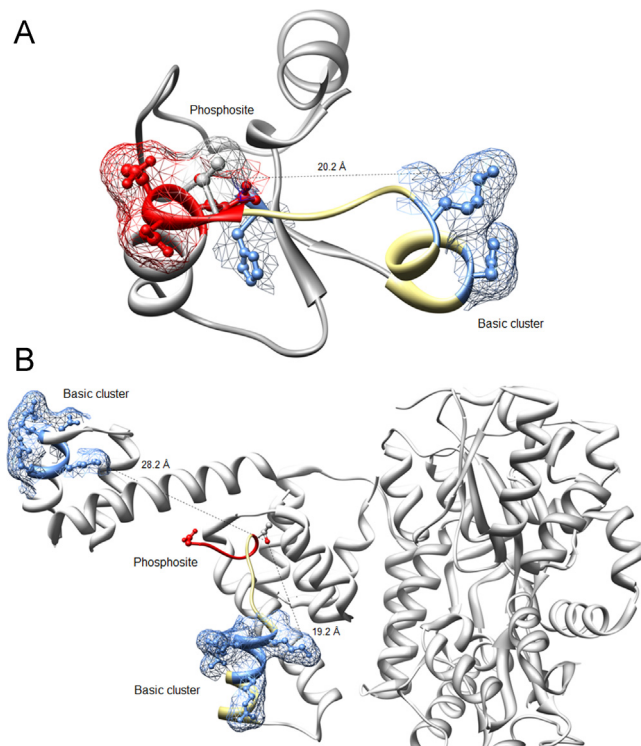 A
Phosphosite
20.2 Å
Basic cluster
B
Basic cluster
28.2 Å
Phosphosite
19.2 Å
Basic cluster